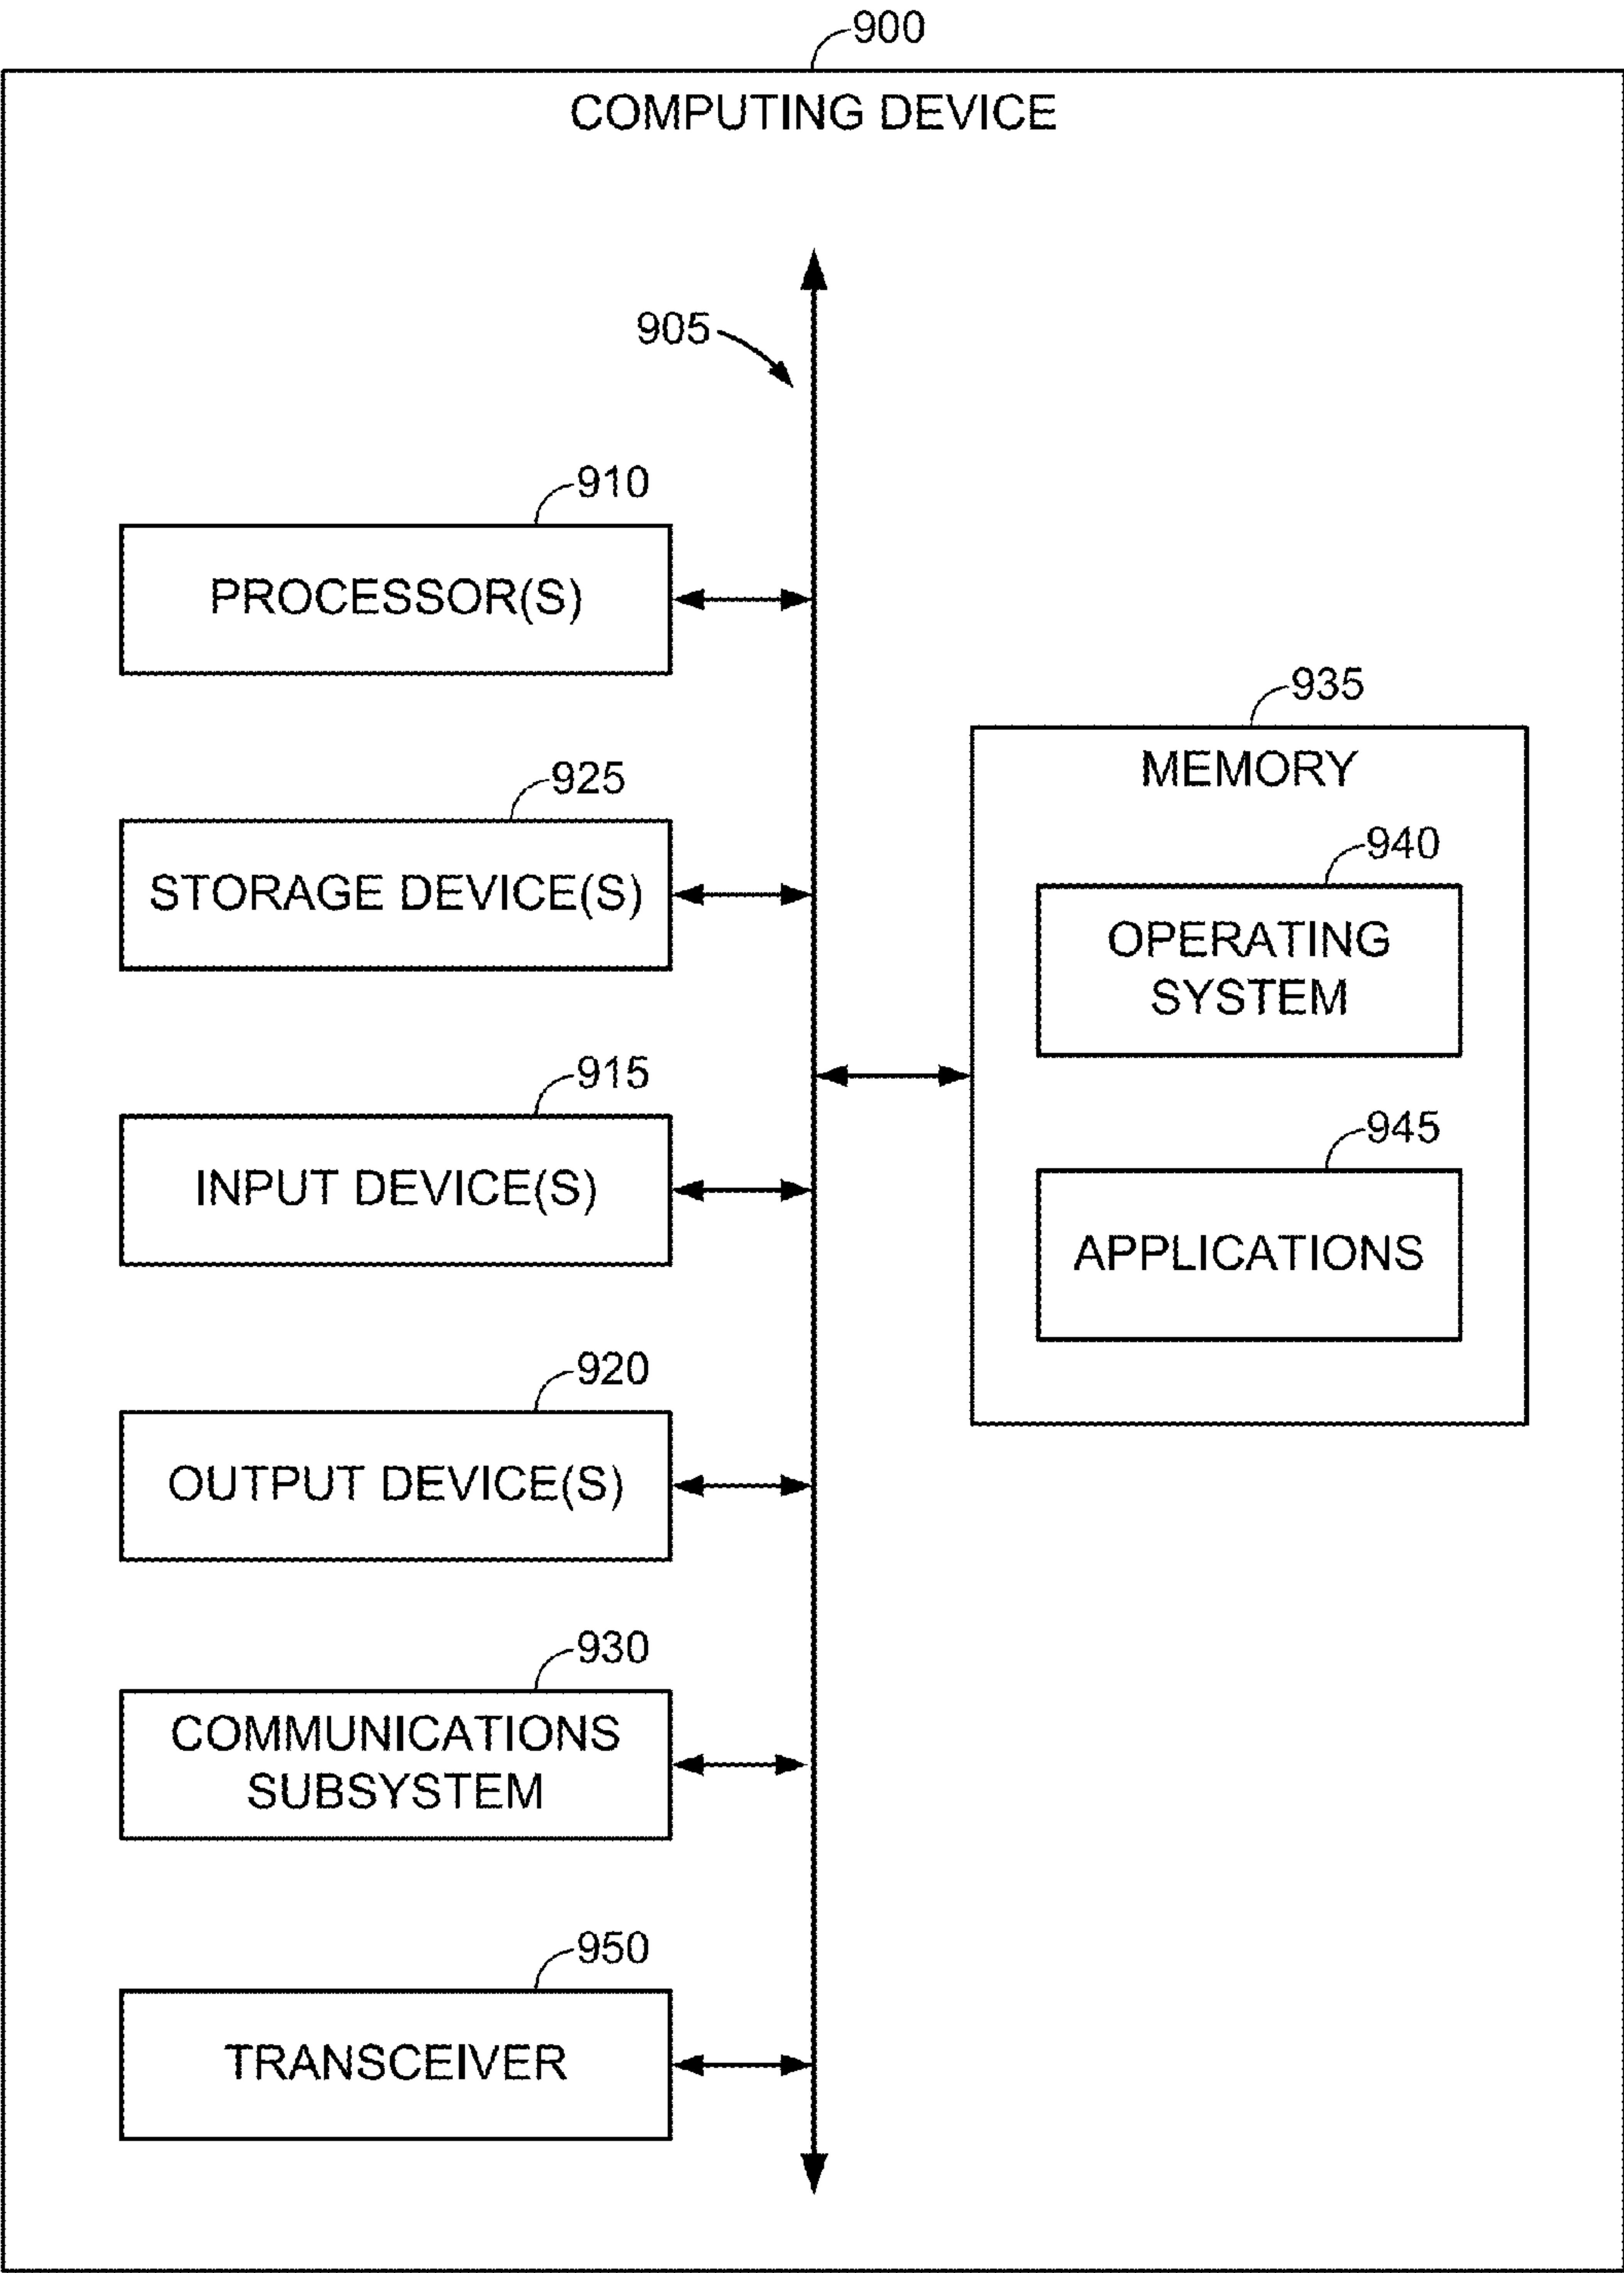 900
COMPUTING DEVICE
905
910
PROCESSOR(S)
925
STORAGE DEVICE(S)
915
INPUT DEVICE(S)
920
OUTPUT DEVICE(S)
930
COMMUNICATIONS
SUBSYSTEM
950
TRANSCEIVER
935
MEMORY
940
OPERATING
SYSTEM
945
APPLICATIONS